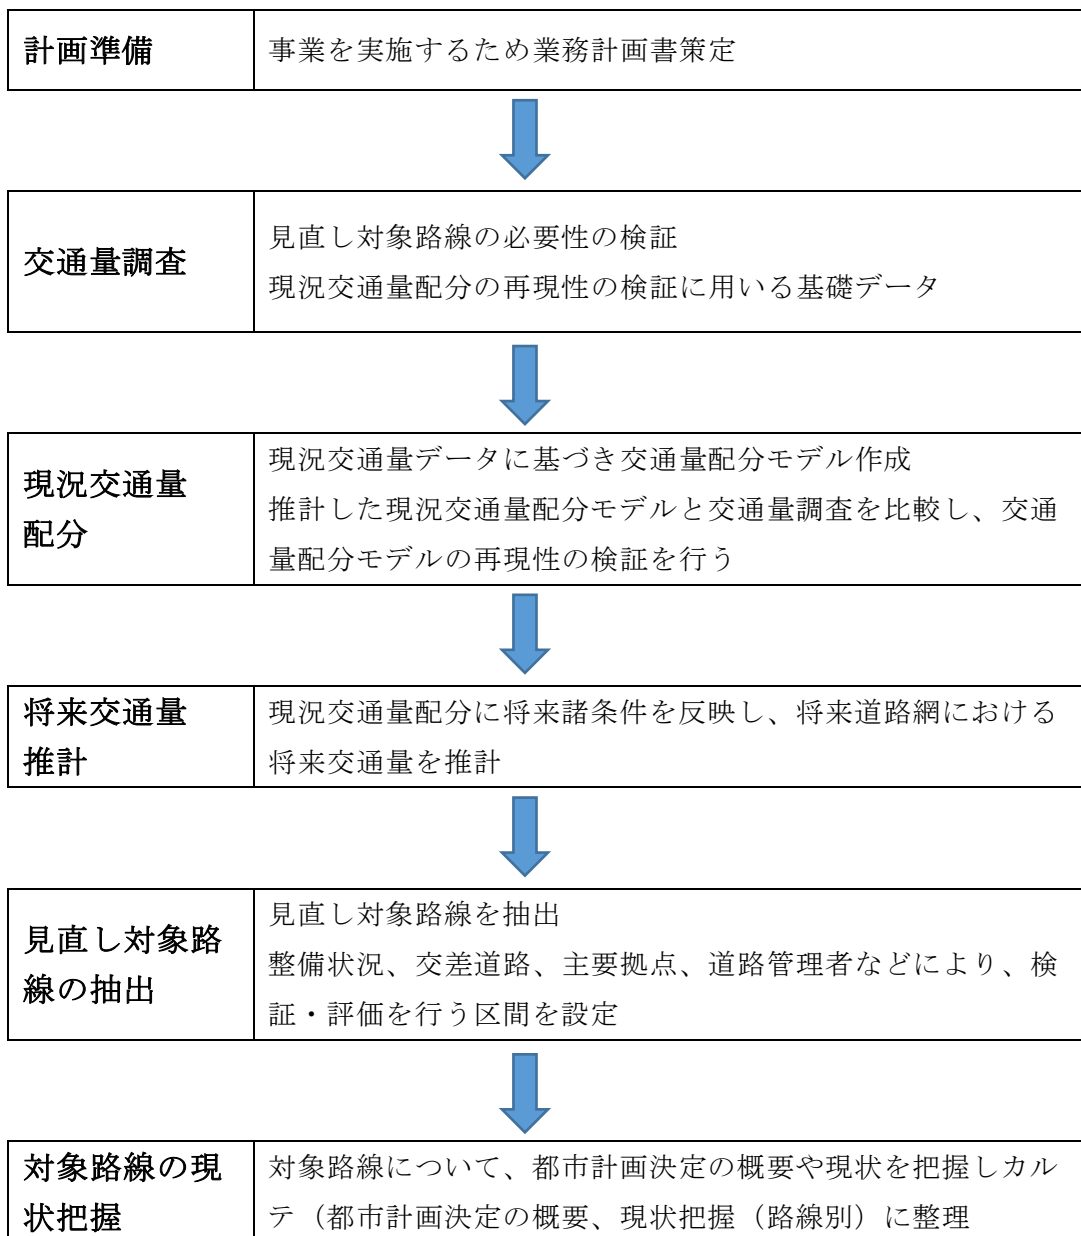 計画準備
事業を実施するため業務計画書策定
交通量調査
見直し対象路線の必要性の検証
現況交通量配分の再現性の検証に用いる基礎データ
現況交通量
配分
現況交通量データに基づき交通量配分モデル作成
推計した現況交通量配分モデルと交通量調査を比較し、交通
量配分モデルの再現性の検証を行う
将来交通量
推計
現況交通量配分に将来諸条件を反映し、将来道路網における
将来交通量を推計
見直し対象路
線の抽出
見直し対象路線を抽出
整備状況、交差道路、主要拠点、道路管理者などにより、検
証・評価を行う区間を設定
対象路線の現
状把握
対象路線について、都市計画決定の概要や現状を把握しカル
テ（都市計画決定の概要、現状把握（路線別）に整理